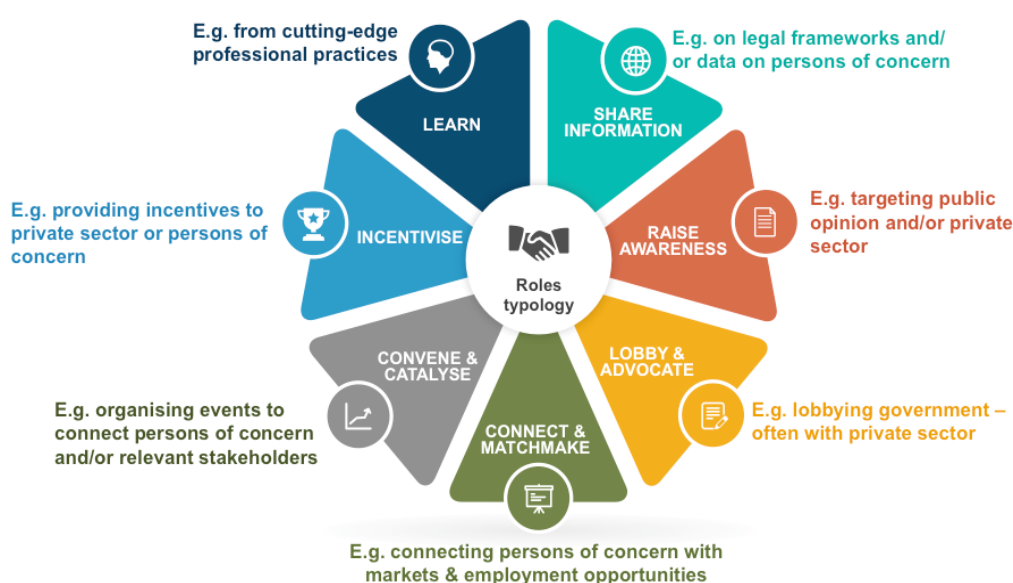 E.g. from cutting-edge
professional practices
LEARN
E.g. on legal frameworks and/
or data on persons of concern
SHARE
INFORMATION
E.g. targeting public
opinion and/or private
sector
RAISE
AWARENESS
E.g. lobbying government –
often with private sector
LOBBY &
ADVOCATE
CONNECT &
MATCHMAKE
E.g. connecting persons of concern with
markets & employment opportunities
CONVENE &
CATALYSE
E.g. organising events to
connect persons of concern
and/or relevant stakeholders
INCENTIVISE
E.g. providing incentives to
private sector or persons of
concern
Roles
typology